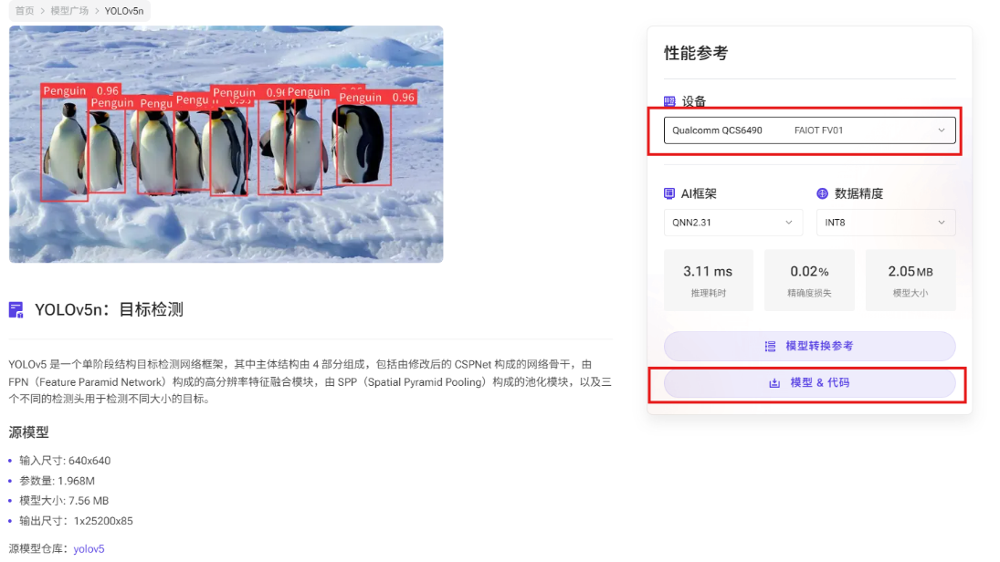 首页 > 模型广场 > YOLOv5n
Penguin 0.96
Penguin
Penguin
Penguin
Penguin 0.96
Penguin
Penguin 0.96
YOLOv5n：目标检测
YOLOv5 是一个单阶段结构目标检测网络框架，其中主体结构由 4 部分组成，包括由修改后的 CSPNet 构成的网络骨干，由
FPN（Feature Paramid Network）构成的高分辨率特征融合模块，由 SPP（Spatial Pyramid Pooling）构成的池化模块，以及三
个不同的检测头用于检测不同大小的目标。
源模型
输入尺寸: 640x640
参数量: 1.968M
模型大小: 7.56 MB
输出尺寸：1x25200x85
源模型仓库：yolov5
性能参考
设备
Qualcomm QCS6490 FAIOT FV01
AI框架 数据精度
QNN2.31 INT8
3.11 ms 0.02% 2.05MB
推理耗时 精确度损失 模型大小
模型转换参考
模型 & 代码